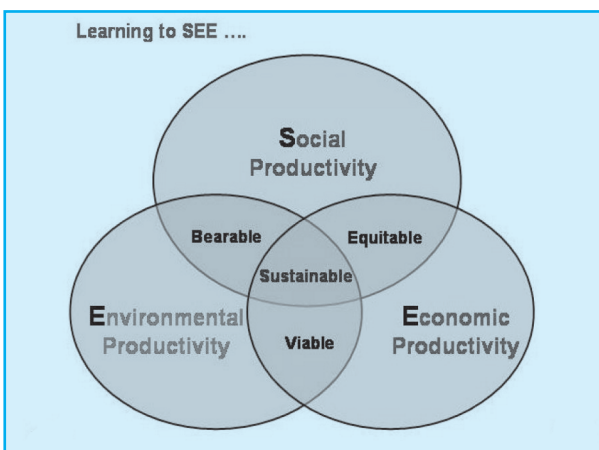 Learning to SEE ....
Social
Productivity
Bearable
Equitable
Sustainable
Environmental
Productivity
Economic
Productivity
Viable